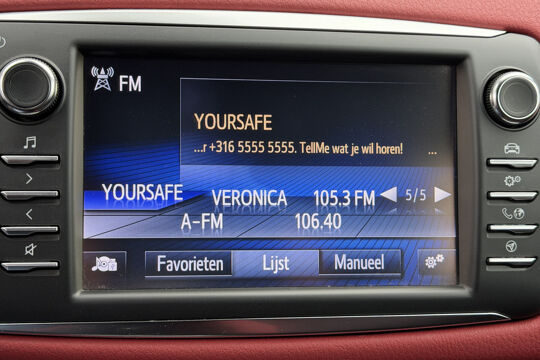 FM
YOURSAFE
...r +316 5555 5555. TellMe wat je wil horen! ...
YOURSAFE VERONICA 105.3 FM 5/5
A-FM 106.40
Favorieten Lijst Manueel